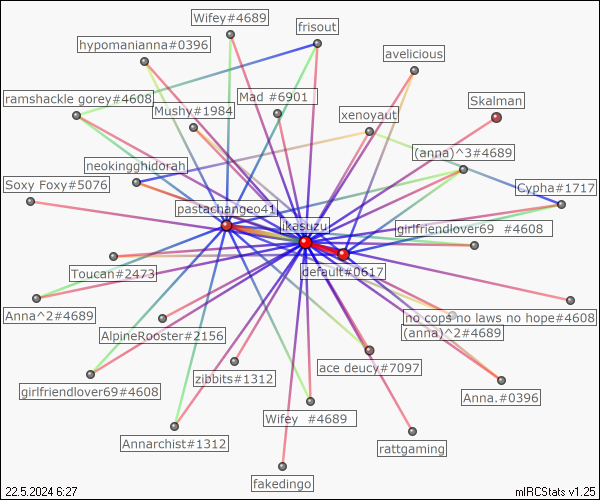 Wifey#4689
frisout
hypomanianna#0396
avelicious
ramshackle gorey#4608
Mad #6901
Skalman
Mushy#1984
xenoyaut
(anna)^3#4689
neokingghidorah
Soxy Foxy#5076
Cypha#1717
pastachangeo41
ikasuzu
girlfriendlover69 #4608
default#0617
Toucan#2473
Anna^2#4689
no cops no laws no hope#4608
AlpineRooster#2156
(anna)^2#4689
ace deucy#7097
zibbits#1312
girlfriendlover69#4608
Anna.#0396
Wifey #4689
Annarchist#1312
rattgaming
fakedingo
22.5.2024 6:27
mIRCStats v1.25